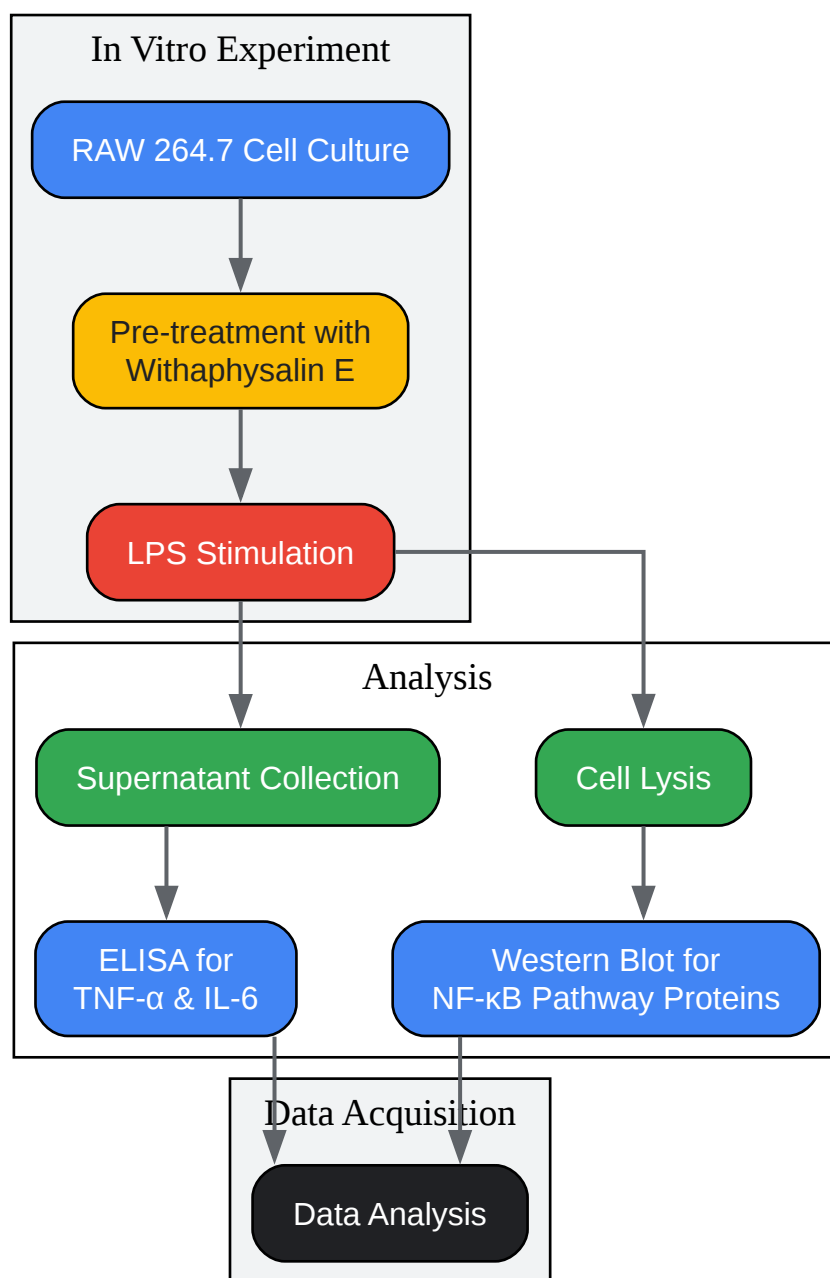 In Vitro Experiment
RAW 264.7 Cell Culture
Pre-treatment with
Withaphysalin E
LPS Stimulation
Analysis
Supernatant Collection
Cell Lysis
ELISA for
TNF-α & IL-6
Western Blot for
NF-κB Pathway Proteins
Data Acquisition
Data Analysis